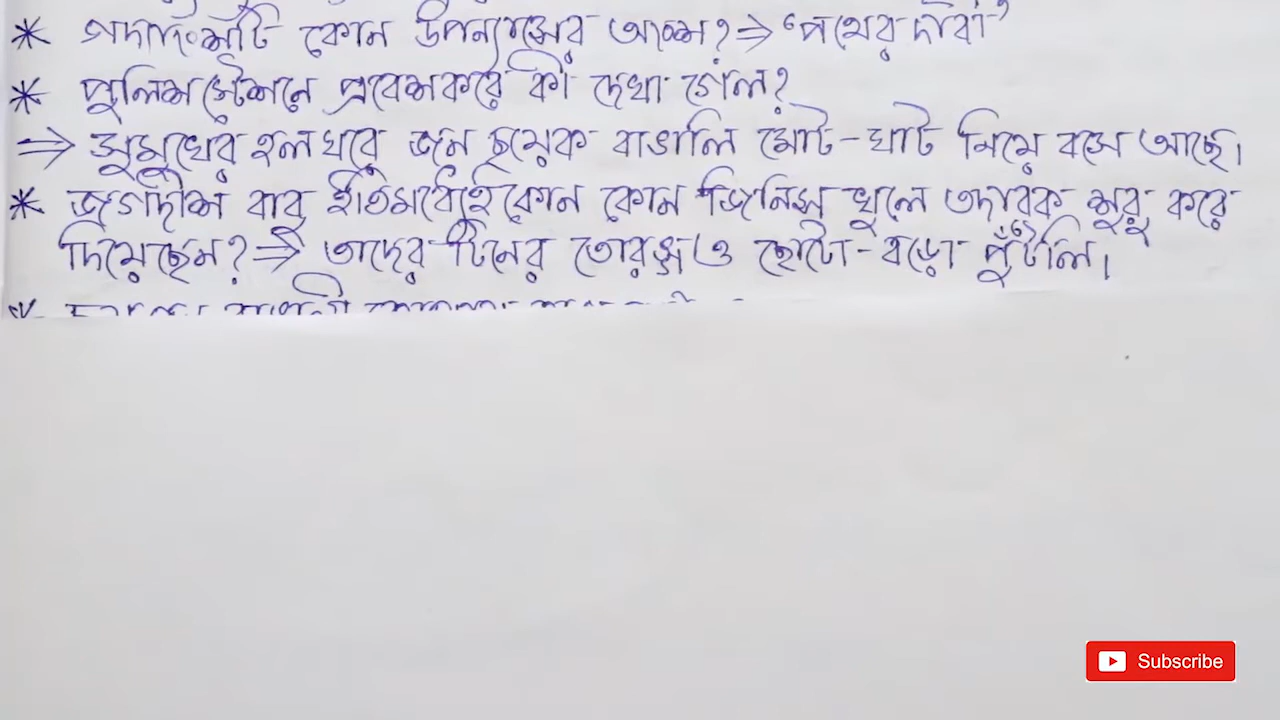 * গদ্যাংশটি কোন উপন্যাসের অংশ? ⇒ 'পথের দাবী'
* পুলিশ স্টেশনে প্রবেশ করে কী দেখা গেল?
⇒ সুমুখের হলঘরে জন ছয়েক বাঙালি মোট-ঘাট নিয়ে বসে আছে।
* জগদীশ বাবু ইতিমধ্যেই কোন কোন জিনিস খুলে তদারক শুরু করে
দিয়েছেন? ⇒ তাদের টিনের তোরঙ্গ ও ছোটো-বড়ো পুঁটলি।
Subscribe